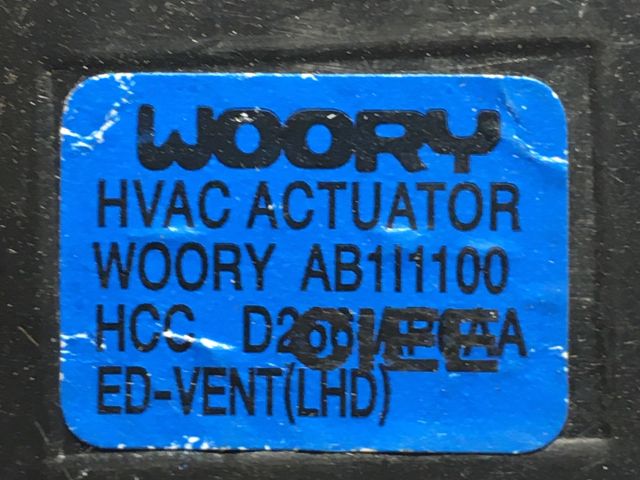 WOORY
HVAC ACTUATOR
WOORY AB1I1100
HCC
ED-VENT(LHD)